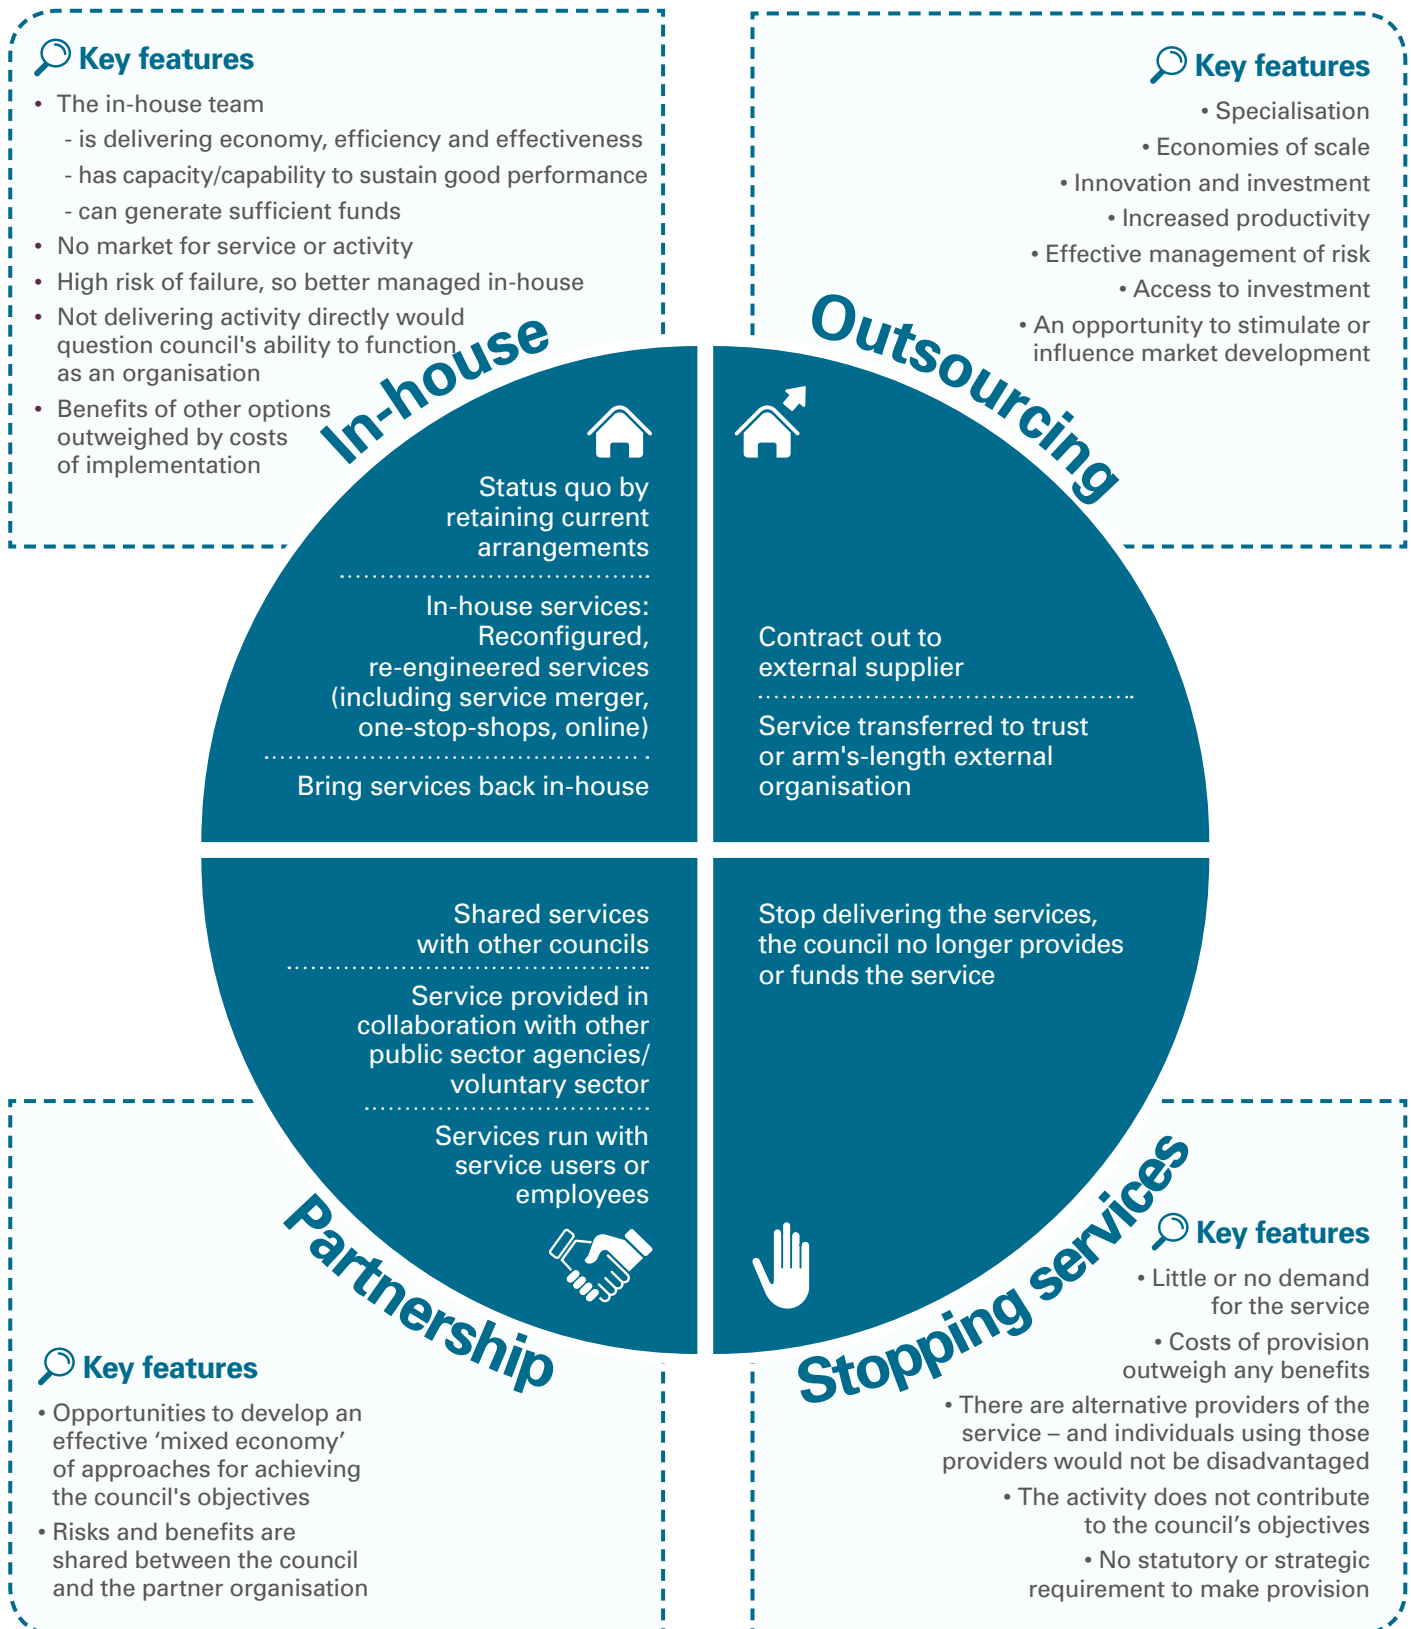 Key features
• The in-house team
- is delivering economy, efficiency and effectiveness
- has capacity/capability to sustain good performance
- can generate sufficient funds
• No market for service or activity
• High risk of failure, so better managed in-house
• Not delivering activity directly would
question council's ability to function
as an organisation
• Benefits of other options
outweighed by costs
of implementation
In-house
Status quo by
retaining current
arrangements
In-house services:
Reconfigured,
re-engineered services
(including service merger,
one-stop-shops, online)
Bring services back in-house
Key features
• Specialisation
• Economies of scale
• Innovation and investment
• Increased productivity
• Effective management of risk
• Access to investment
• An opportunity to stimulate or
influence market development
Outsourcing
Contract out to
external supplier
Service transferred to trust
or arm's-length external
organisation
Shared services
with other councils
Service provided in
collaboration with other
public sector agencies/
voluntary sector
Services run with
service users or
employees
Partnership
Key features
• Opportunities to develop an
effective ‘mixed economy’
of approaches for achieving
the council's objectives
• Risks and benefits are
shared between the council
and the partner organisation
Stop delivering the services,
the council no longer provides
or funds the service
Stopping services
Key features
• Little or no demand
for the service
• Costs of provision
outweigh any benefits
• There are alternative providers of the
service – and individuals using those
providers would not be disadvantaged
• The activity does not contribute
to the council’s objectives
• No statutory or strategic
requirement to make provision